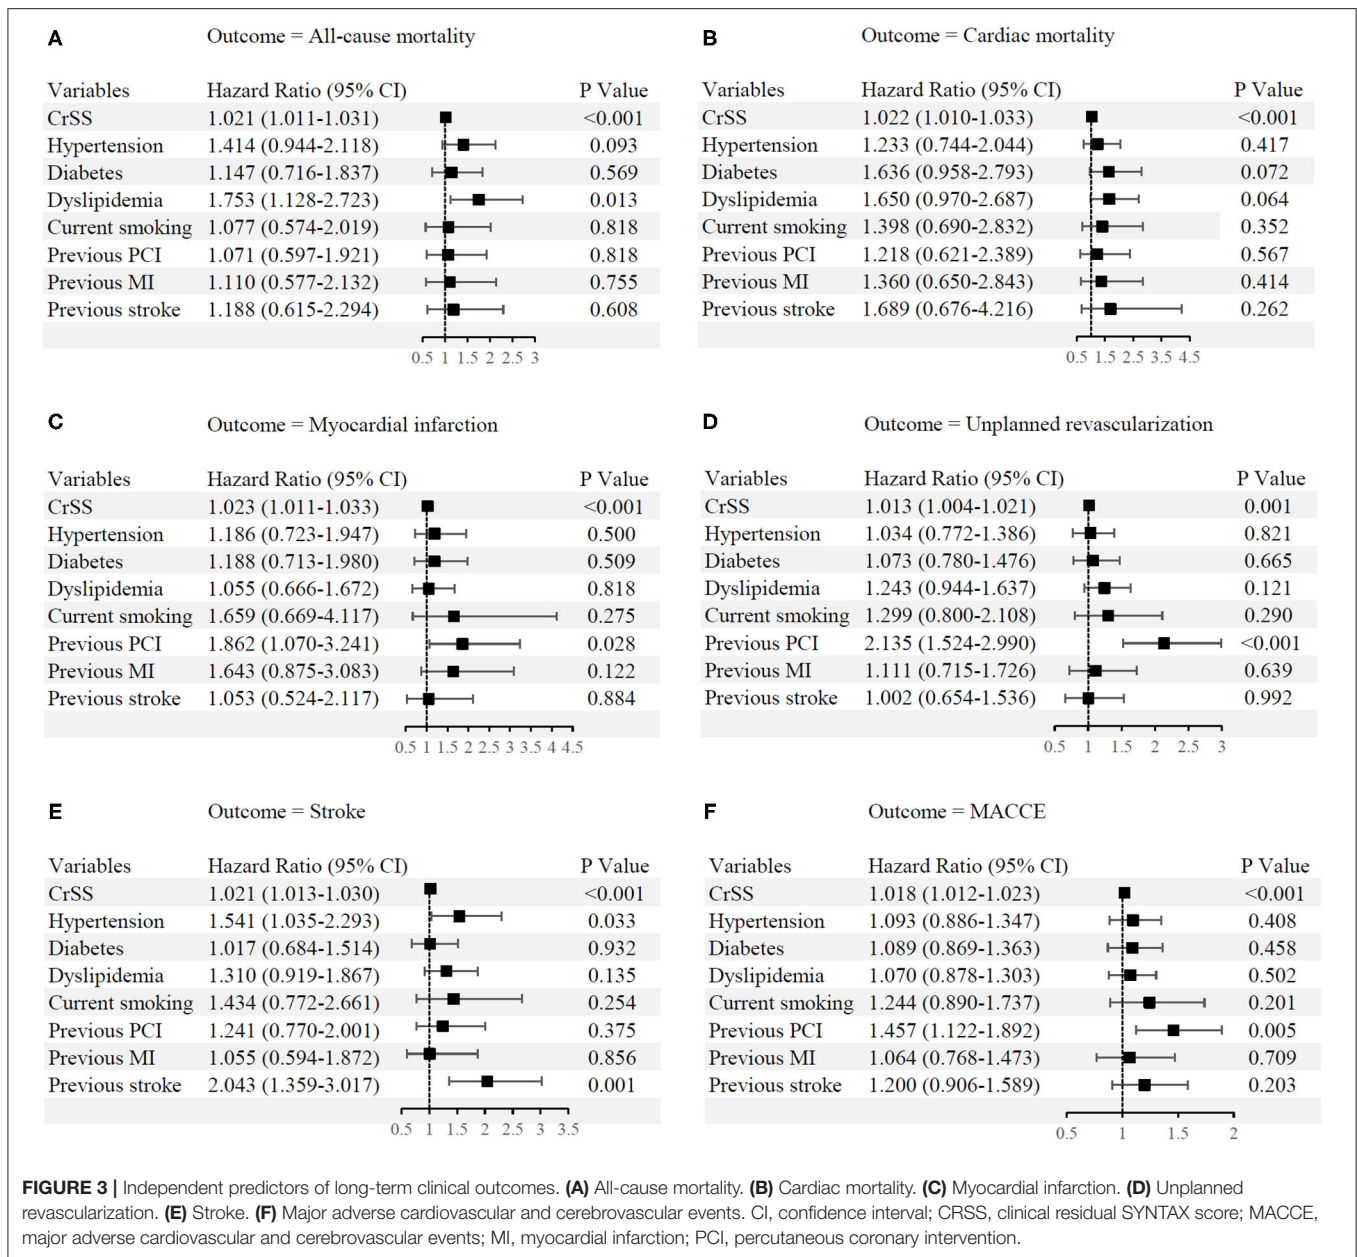 A Outcome = All-cause mortality
Variables Hazard Ratio (95% CI) P Value
CrSS 1.021 (1.011-1.031) <0.001
Hypertension 1.414 (0.944-2.118) 0.093
Diabetes 1.147 (0.716-1.837) 0.569
Dyslipidemia 1.753 (1.128-2.723) 0.013
Current smoking 1.077 (0.574-2.019) 0.818
Previous PCI 1.071 (0.597-1.921) 0.818
Previous MI 1.110 (0.577-2.132) 0.755
Previous stroke 1.188 (0.615-2.294) 0.608
0.5 1 1.5 2 2.5 3
B Outcome = Cardiac mortality
Variables Hazard Ratio (95% CI) P Value
CrSS 1.022 (1.010-1.033) <0.001
Hypertension 1.233 (0.744-2.044) 0.417
Diabetes 1.636 (0.958-2.793) 0.072
Dyslipidemia 1.650 (0.970-2.687) 0.064
Current smoking 1.398 (0.690-2.832) 0.352
Previous PCI 1.218 (0.621-2.389) 0.567
Previous MI 1.360 (0.650-2.843) 0.414
Previous stroke 1.689 (0.676-4.216) 0.262
0.5 1.5 2.5 3.5 4.5
C Outcome = Myocardial infarction
Variables Hazard Ratio (95% CI) P Value
CrSS 1.023 (1.011-1.033) <0.001
Hypertension 1.186 (0.723-1.947) 0.500
Diabetes 1.188 (0.713-1.980) 0.509
Dyslipidemia 1.055 (0.666-1.672) 0.818
Current smoking 1.659 (0.669-4.117) 0.275
Previous PCI 1.862 (1.070-3.241) 0.028
Previous MI 1.643 (0.875-3.083) 0.122
Previous stroke 1.053 (0.524-2.117) 0.884
0.5 1 1.5 2 2.5 3 3.5 4 4.5
D Outcome = Unplanned revascularization
Variables Hazard Ratio (95% CI) P Value
CrSS 1.013 (1.004-1.021) 0.001
Hypertension 1.034 (0.772-1.386) 0.821
Diabetes 1.073 (0.780-1.476) 0.665
Dyslipidemia 1.243 (0.944-1.637) 0.121
Current smoking 1.299 (0.800-2.108) 0.290
Previous PCI 2.135 (1.524-2.990) <0.001
Previous MI 1.111 (0.715-1.726) 0.639
Previous stroke 1.002 (0.654-1.536) 0.992
0.5 1 1.5 2 2.5 3
E Outcome = Stroke
Variables Hazard Ratio (95% CI) P Value
CrSS 1.021 (1.013-1.030) <0.001
Hypertension 1.541 (1.035-2.293) 0.033
Diabetes 1.017 (0.684-1.514) 0.932
Dyslipidemia 1.310 (0.919-1.867) 0.135
Current smoking 1.434 (0.772-2.661) 0.254
Previous PCI 1.241 (0.770-2.001) 0.375
Previous MI 1.055 (0.594-1.872) 0.856
Previous stroke 2.043 (1.359-3.017) 0.001
0.5 1 1.5 2 2.5 3 3.5
F Outcome = MACCE
Variables Hazard Ratio (95% CI) P Value
CrSS 1.018 (1.012-1.023) <0.001
Hypertension 1.093 (0.886-1.347) 0.408
Diabetes 1.089 (0.869-1.363) 0.458
Dyslipidemia 1.070 (0.878-1.303) 0.502
Current smoking 1.244 (0.890-1.737) 0.201
Previous PCI 1.457 (1.122-1.892) 0.005
Previous MI 1.064 (0.768-1.473) 0.709
Previous stroke 1.200 (0.906-1.589) 0.203
0.5 1 1.5 2
FIGURE 3 | Independent predictors of long-term clinical outcomes. (A) All-cause mortality. (B) Cardiac mortality. (C) Myocardial infarction. (D) Unplanned
revascularization. (E) Stroke. (F) Major adverse cardiovascular and cerebrovascular events. CI, confidence interval; CRSS, clinical residual SYNTAX score; MACCE,
major adverse cardiovascular and cerebrovascular events; MI, myocardial infarction; PCI, percutaneous coronary intervention.